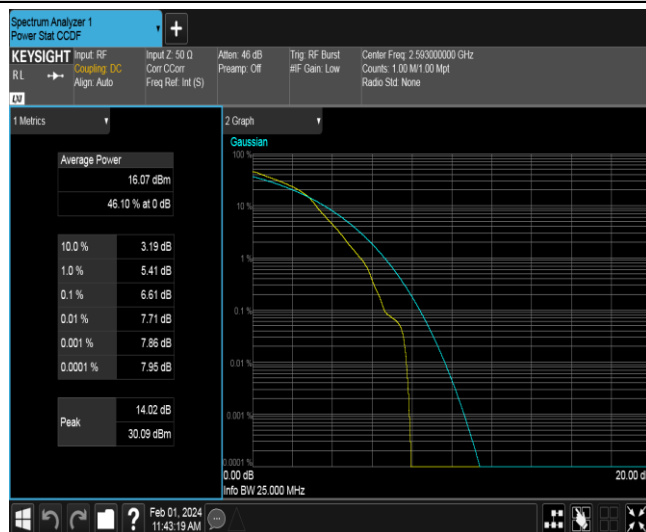 Spectrum Analyzer 1
Power Stat CCDF
+
KEYSIGHT
RL
LXI
Input: RF
Coupling: DC
Align: Auto
Input Z: 50 Ω
Corr CCorr
Freq Ref: Int (S)
Atten: 46 dB
Preamp: Off
Trig: RF Burst
#IF Gain: Low
Center Freq: 2.593000000 GHz
Counts: 1.00 M/1.00 Mpt
Radio Std: None
1 Metrics
Average Power
16.07 dBm
46.10 % at 0 dB
10.0 % 3.19 dB
1.0 % 5.41 dB
0.1 % 6.61 dB
0.01 % 7.71 dB
0.001 % 7.86 dB
0.0001 % 7.95 dB
Peak
14.02 dB
30.09 dBm
2 Graph
Gaussian
100 %
10 %
1 %
0.1 %
0.01 %
0.001 %
0.0001 %
0.00 dB 20.00 d
Info BW 25.000 MHz
?
Feb 01, 2024
11:43:19 AM